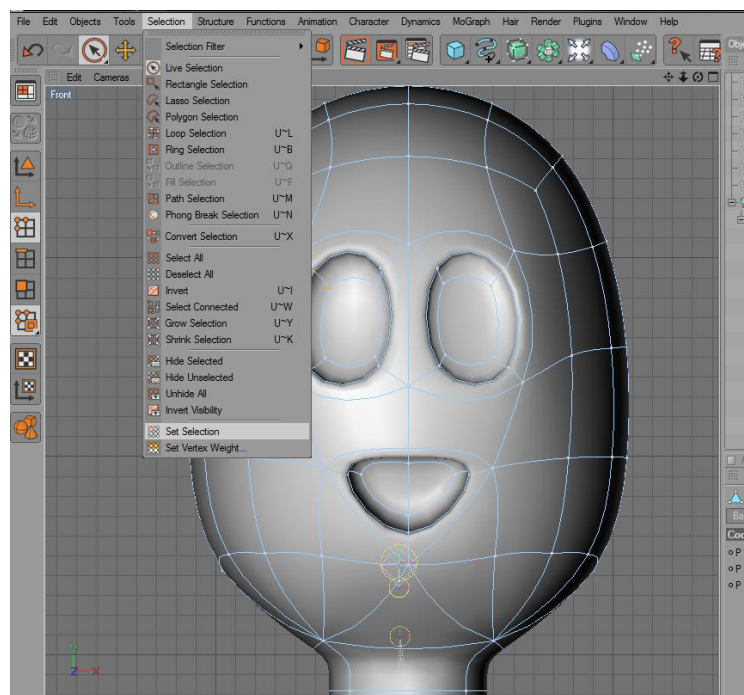 File Edit Objects Tools Selection Structure Functions Animation Character Dynamics MoGraph Hair Render Plugins Window Help
Obje
Edit Cameras
Front
Selection Filter
Live Selection
Rectangle Selection
Lasso Selection
Polygon Selection
Loop Selection U~L
Ring Selection U~B
Outline Selection U~Q
Fill Selection U~F
Path Selection U~M
Phong Break Selection U~N
Convert Selection U~X
Select All
Deselect All
Invert U~I
Select Connected U~W
Grow Selection U~Y
Shrink Selection U~K
Hide Selected
Hide Unselected
Unhide All
Invert Visibility
Set Selection
Set Vertex Weight...
A
Ba
Coo
P
P
P
Y
Z X